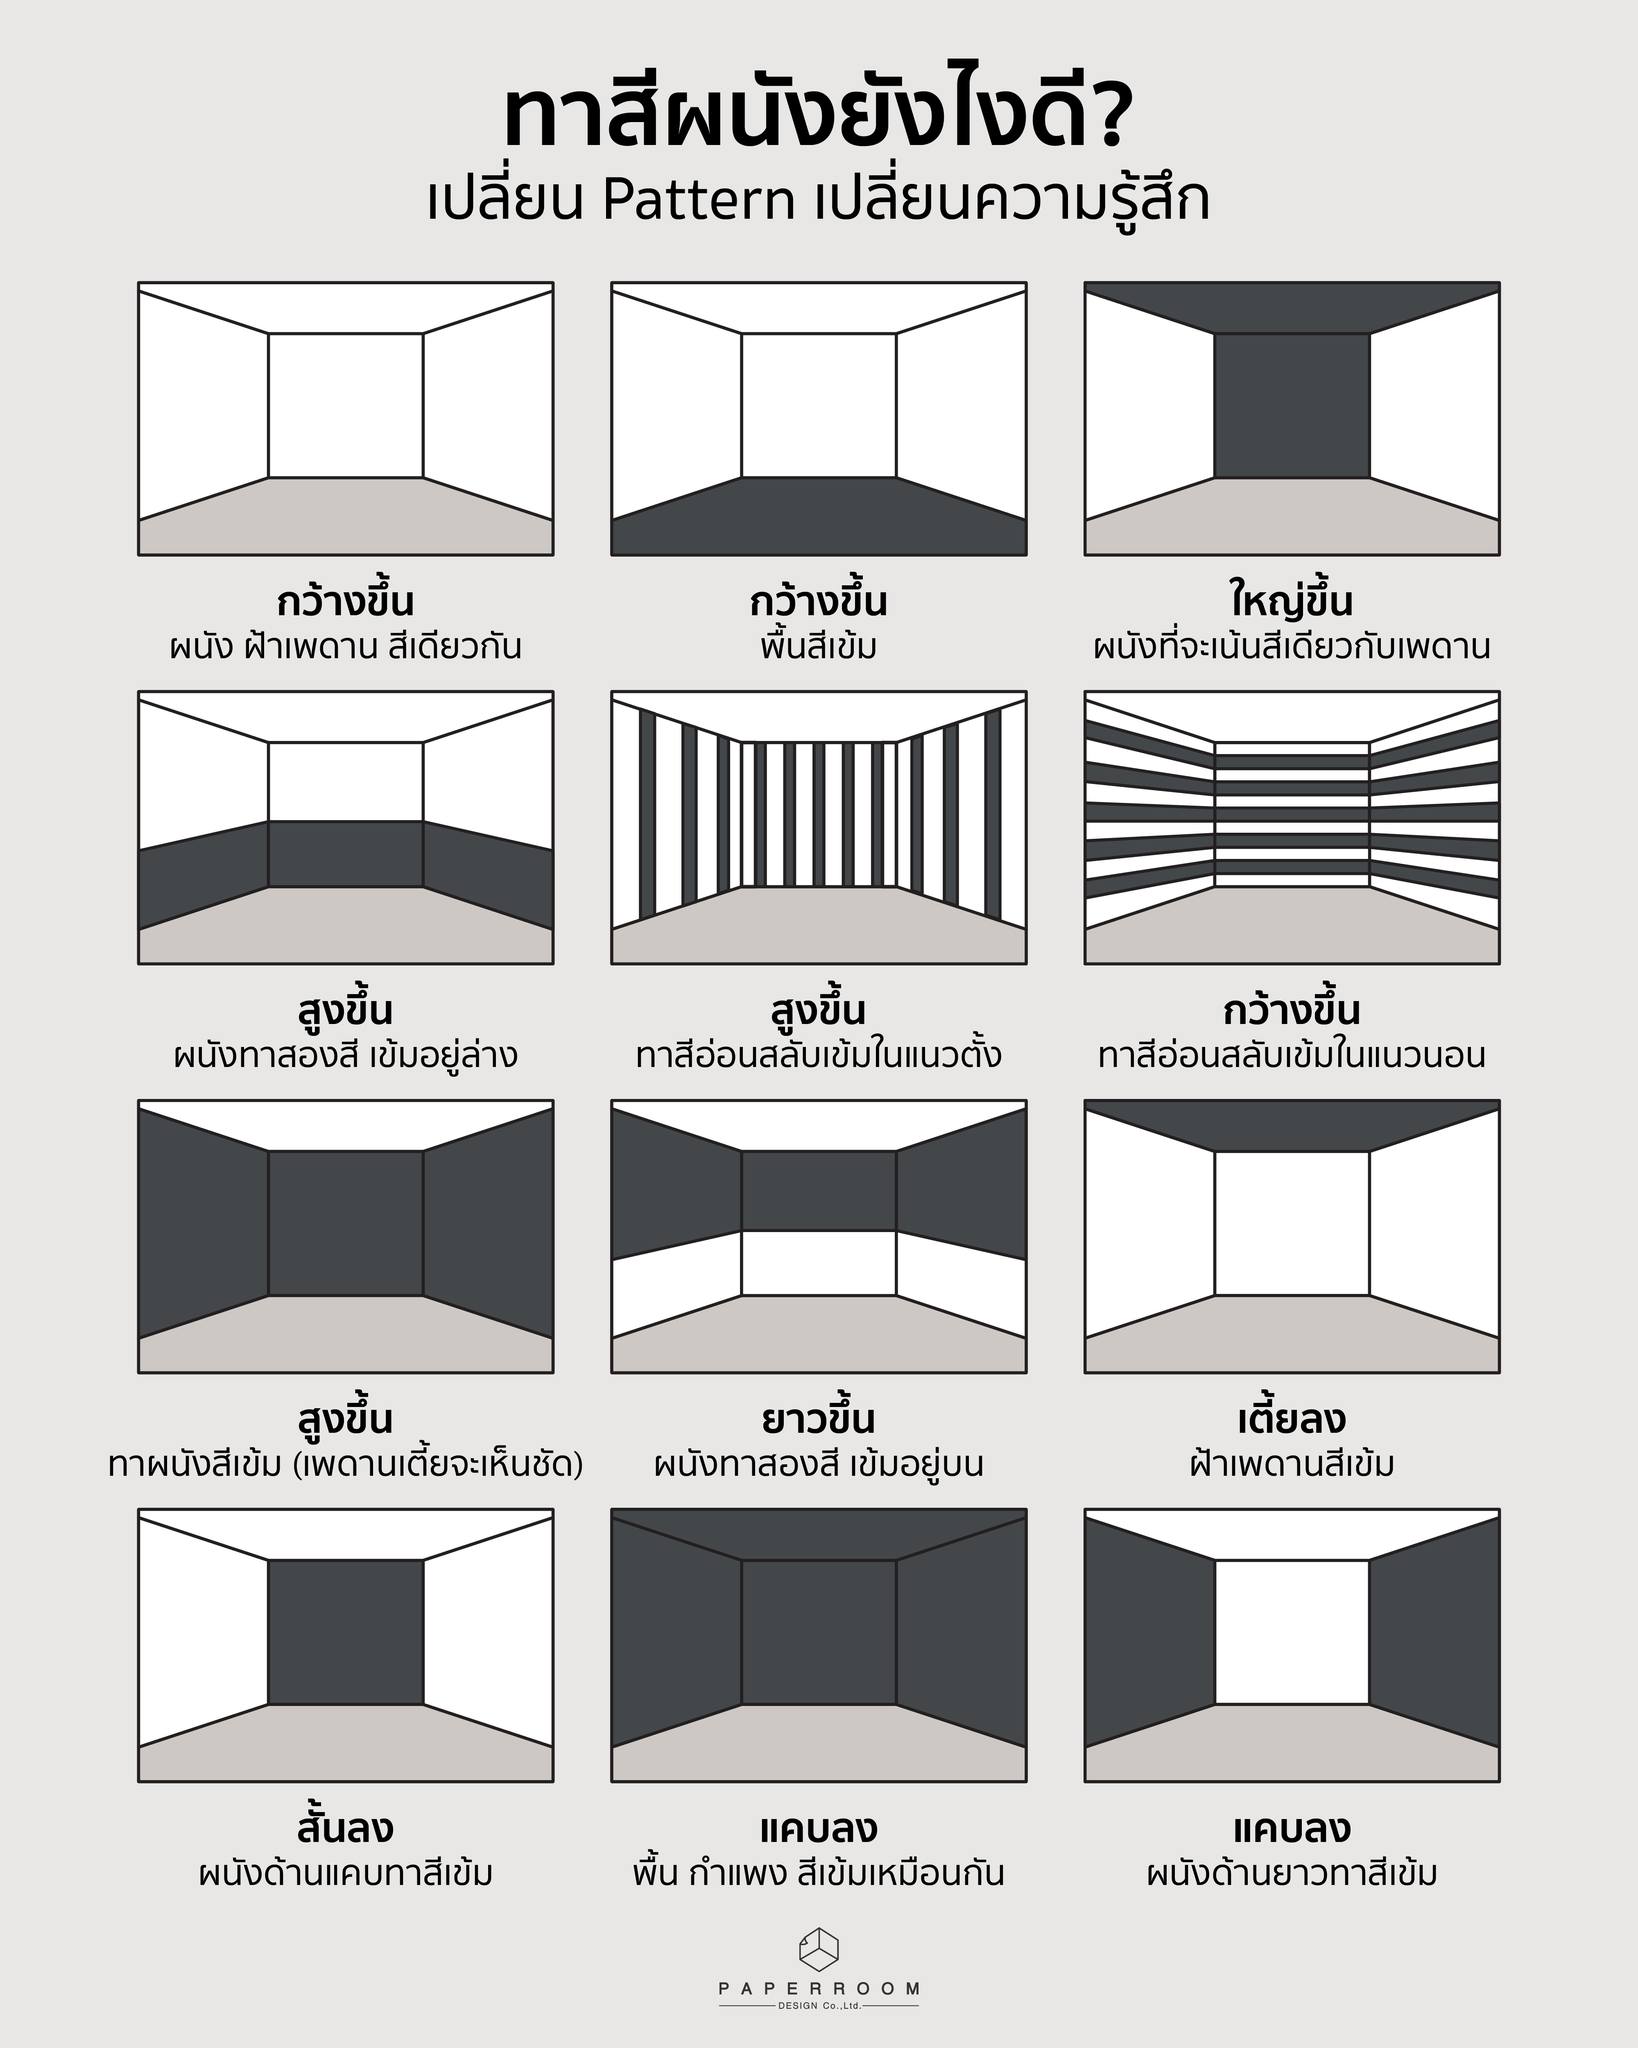 ทาสีผนังยังไงดี?
เปลี่ยน Pattern เปลี่ยนความรู้สึก
กว้างขึ้น
ผนัง ฝ้าเพดาน สีเดียวกัน
กว้างขึ้น
พื้นสีเข้ม
ใหญ่ขึ้น
ผนังที่จะเน้นสีเดียวกับเพดาน
สูงขึ้น
ผนังทาสองสี เข้มอยู่ล่าง
สูงขึ้น
ทาสีอ่อนสลับเข้มในแนวตั้ง
กว้างขึ้น
ทาสีอ่อนสลับเข้มในแนวนอน
สูงขึ้น
ทาผนังสีเข้ม (เพดานเตี้ยจะเห็นชัด)
ยาวขึ้น
ผนังทาสองสี เข้มอยู่บน
เตี้ยลง
ฝ้าเพดานสีเข้ม
สั้นลง
ผนังด้านแคบทาสีเข้ม
แคบลง
พื้น กำแพง สีเข้มเหมือนกัน
แคบลง
ผนังด้านยาวทาสีเข้ม
PAPERROOM
DESIGN Co.,Ltd.